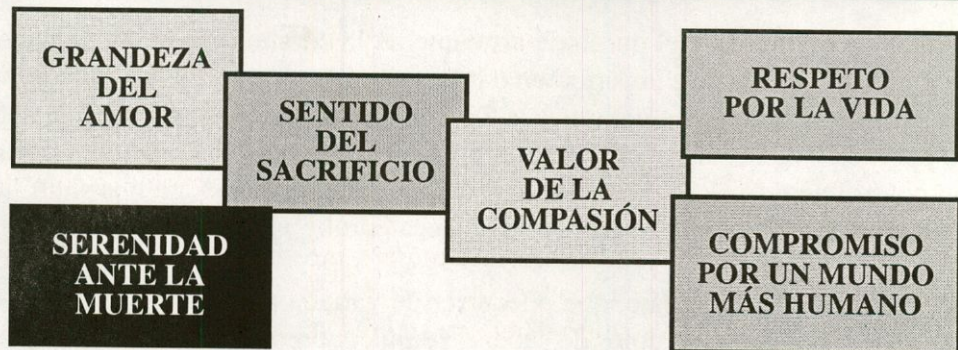 GRANDEZA
DEL
AMOR
SENTIDO
DEL
SACRIFICIO
VALOR
DE LA
COMPASIÓN
RESPETO
POR LA VIDA
SERENIDAD
ANTE LA
MUERTE
COMPROMISO
POR UN MUNDO
MÁS HUMANO